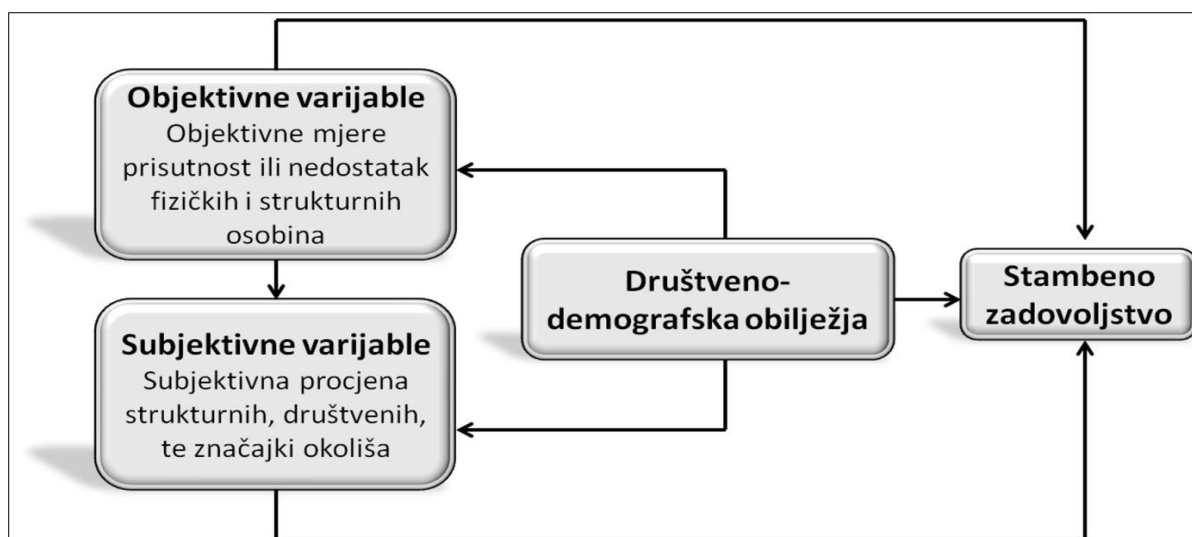 Objektivne varijable
Objektivne mjere
prisutnost ili nedostatak
fizičkih i strukturnih
osobina
Subjektivne varijable
Subjektivna procjena
strukturnih, društvenih,
te značajki okoliša
Društveno-
demografska obilježja
Stambeno
zadovoljstvo